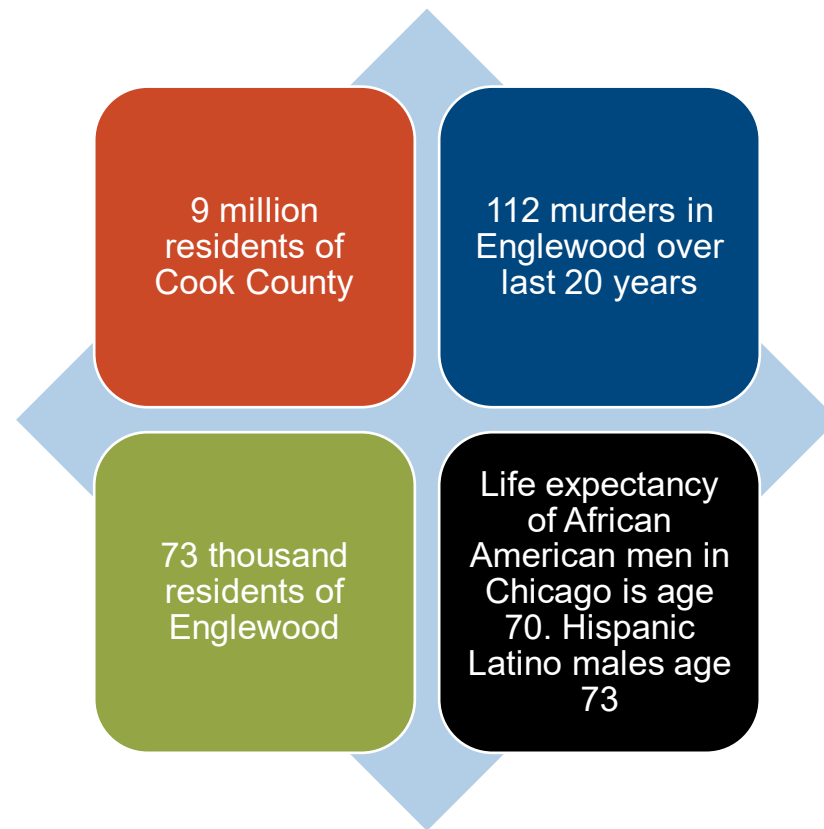 9 million
residents of
Cook County
112 murders in
Englewood over
last 20 years
73 thousand
residents of
Englewood
Life expectancy
of African
American men in
Chicago is age
70. Hispanic
Latino males age
73